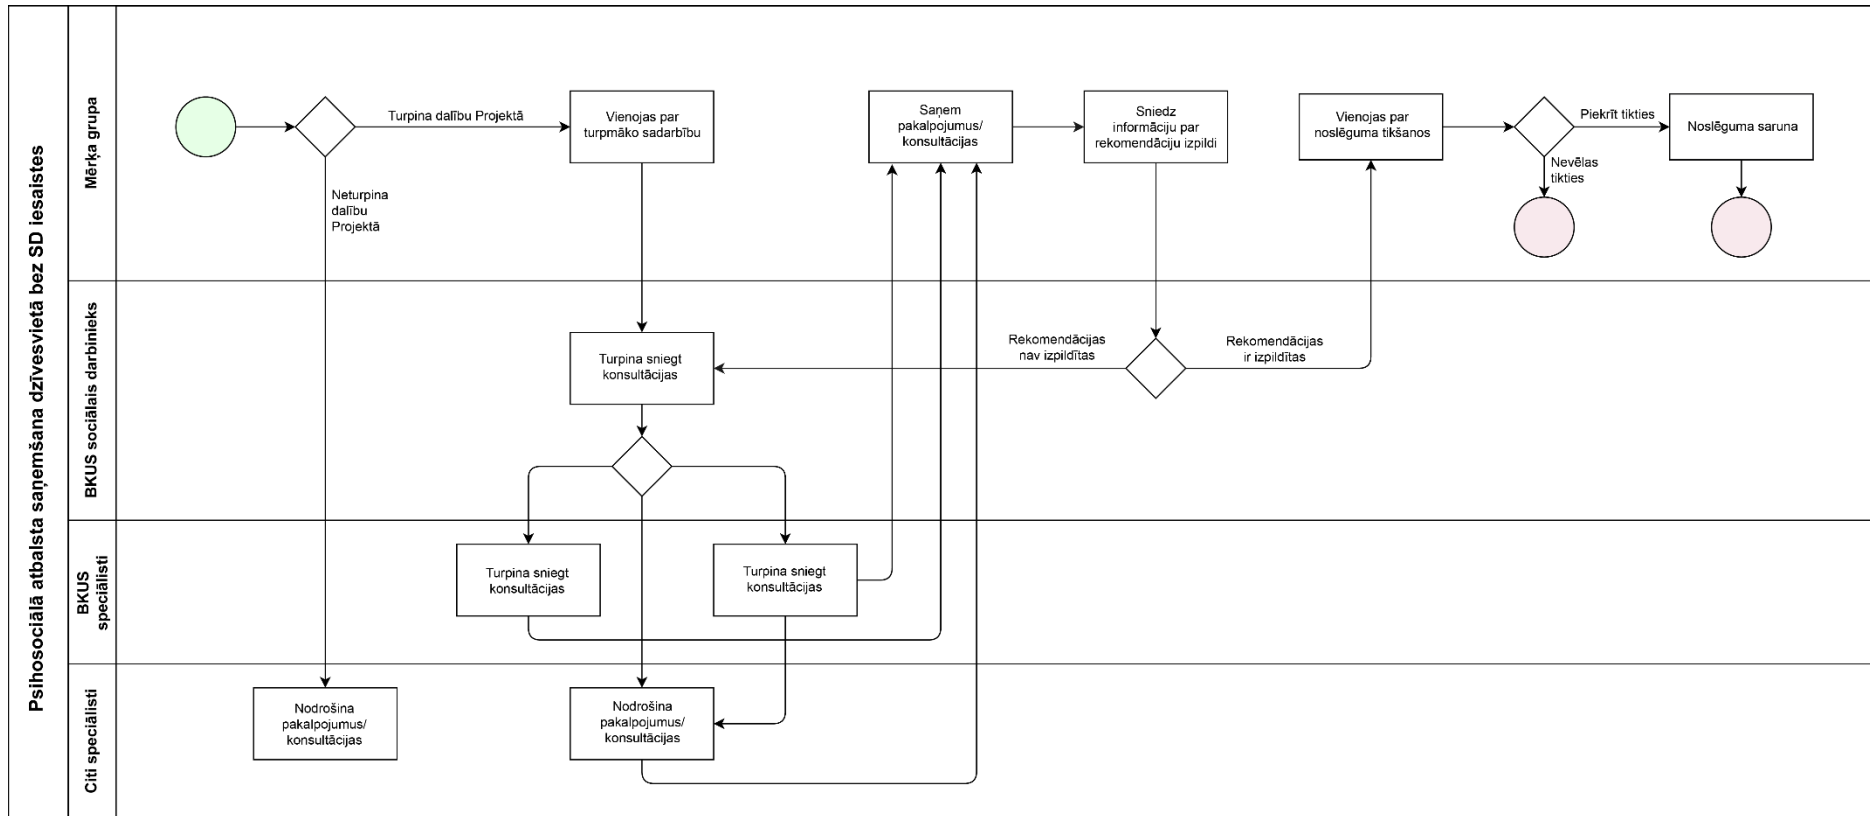 Psihosociālā atbalsta saņemšana dzīvesvietā bez SD iesaistes
Mērķa grupa
Turpina dalību Projektā
Neturpina
dalību
Projektā
Vienojas par
turpmāko sadarbību
Saņem
pakalpojumus/
konsultācijas
Sniedz
informāciju par
rekomendāciju izpildi
Vienojas par
noslēguma tikšanos
Piekrīt tikties
Nevēlas
tikties
Noslēguma saruna
BKUS sociālais darbinieks
Turpina sniegt
konsultācijas
Rekomendācijas
nav izpildītas
Rekomendācijas
ir izpildītas
BKUS
speciālisti
Turpina sniegt
konsultācijas
Turpina sniegt
konsultācijas
Citi speciālisti
Nodrošina
pakalpojumus/
konsultācijas
Nodrošina
pakalpojumus/
konsultācijas